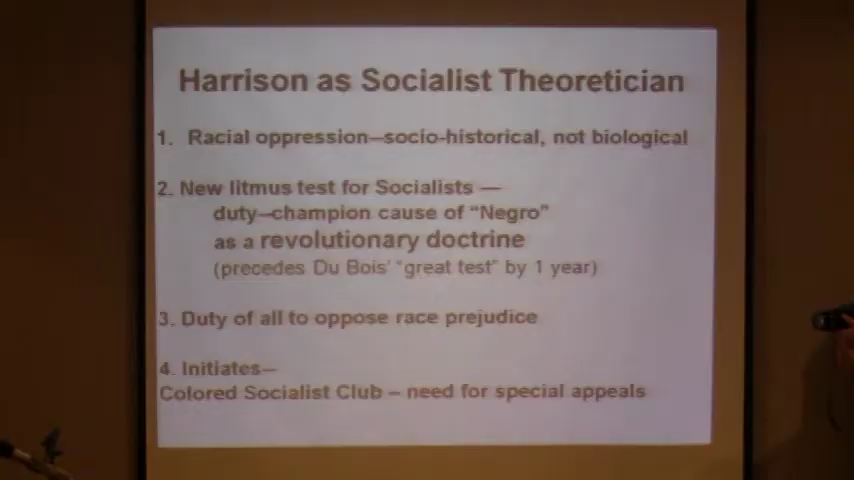 Harrison as Socialist Theoretician
1. Racial oppression—socio-historical, not biological
2. New litmus test for Socialists —
duty—champion cause of "Negro"
as a revolutionary doctrine
(precedes Du Bois' "great test" by 1 year)
3. Duty of all to oppose race prejudice
4. Initiates—
Colored Socialist Club – need for special appeals